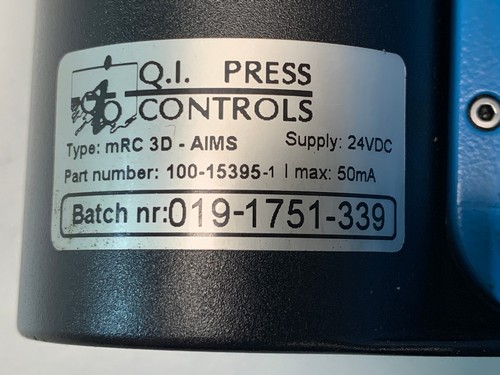 Q.I. PRESS
CONTROLS
Type: mRC 3D - AIMS Supply: 24VDC
Part number: 100-15395-1 I max: 50mA
Batch nr: 019-1751-339